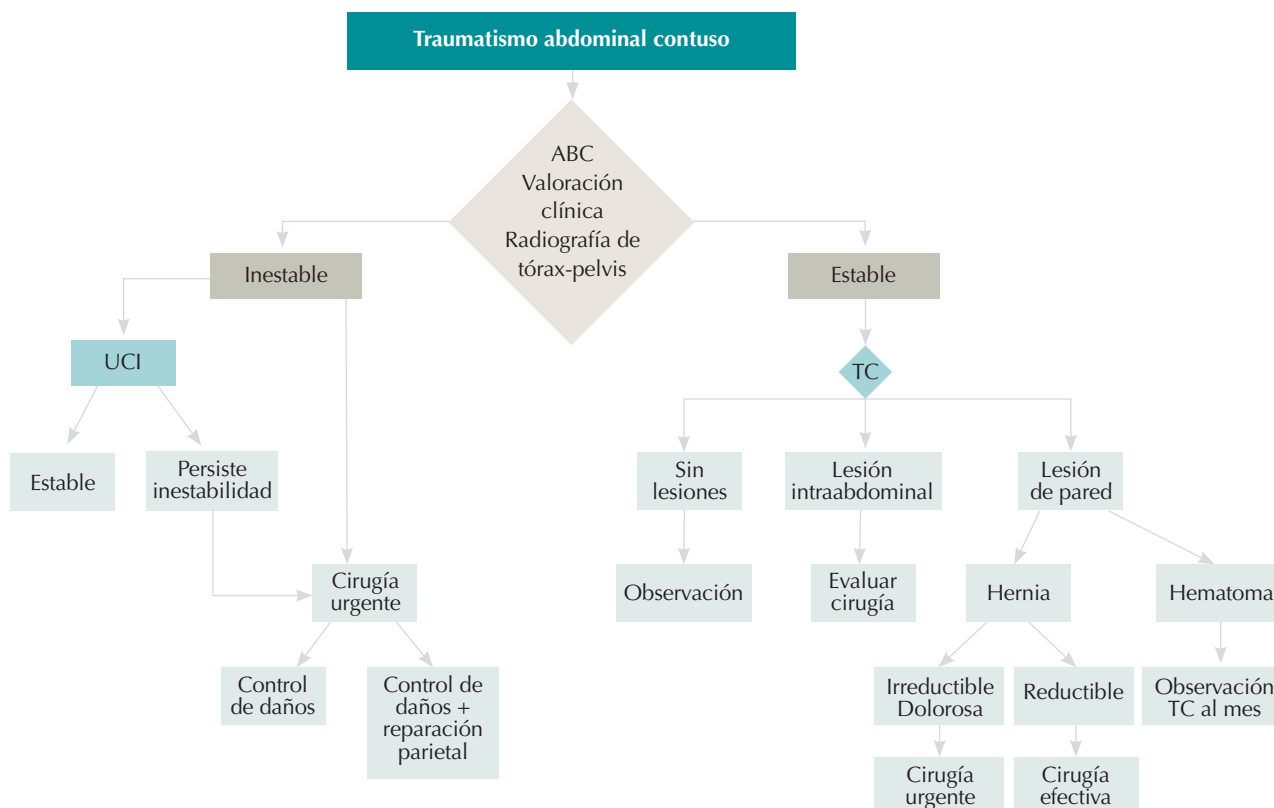 Traumatismo abdominal contuso
ABC
Valoración
clínica
Radiografía de
tórax-pelvis
Inestable
Estable
UCI
TC
Estable
Persiste
inestabilidad
Sin
lesiones
Lesión
intraabdominal
Lesión
de pared
Cirugía
urgente
Observación
Evaluar
cirugía
Hernia
Hematoma
Control
de daños
Control de
daños +
reparación
parietal
Irreductible
Dolorosa
Reductible
Observación
TC al mes
Cirugía
urgente
Cirugía
efectiva